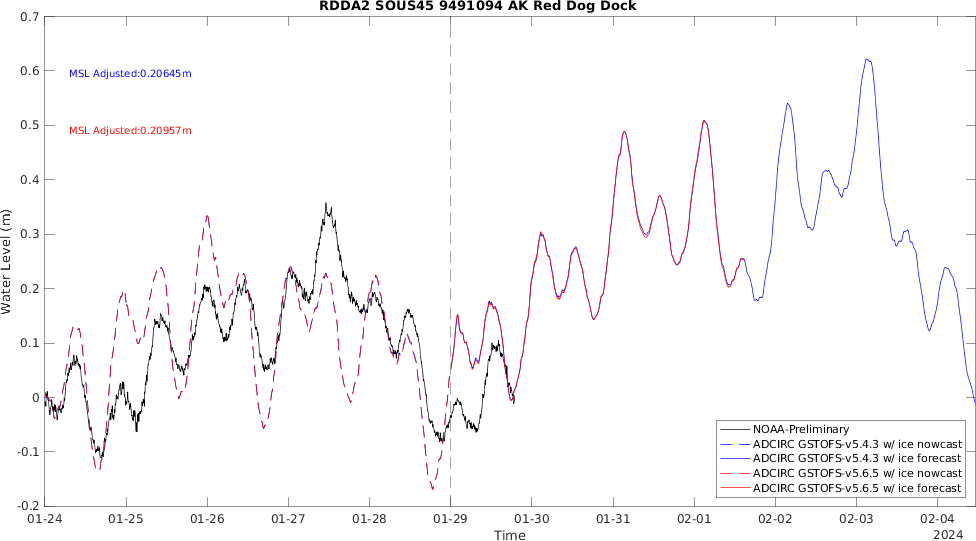 RDDA2 SOUS45 9491094 AK Red Dog Dock
0.7
0.6
0.5
0.4
0.3
0.2
0.1
0
-0.1
-0.2
Water Level (m)
MSL Adjusted:0.20645m
MSL Adjusted:0.20957m
NOAA-Preliminary
ADCIRC GSTOFS-v5.4.3 w/ ice nowcast
ADCIRC GSTOFS-v5.4.3 w/ ice forecast
ADCIRC GSTOFS-v5.6.5 w/ ice nowcast
ADCIRC GSTOFS-v5.6.5 w/ ice forecast
01-24 01-25 01-26 01-27 01-28 01-29 01-30 01-31 02-01 02-02 02-03 02-04
Time
2024